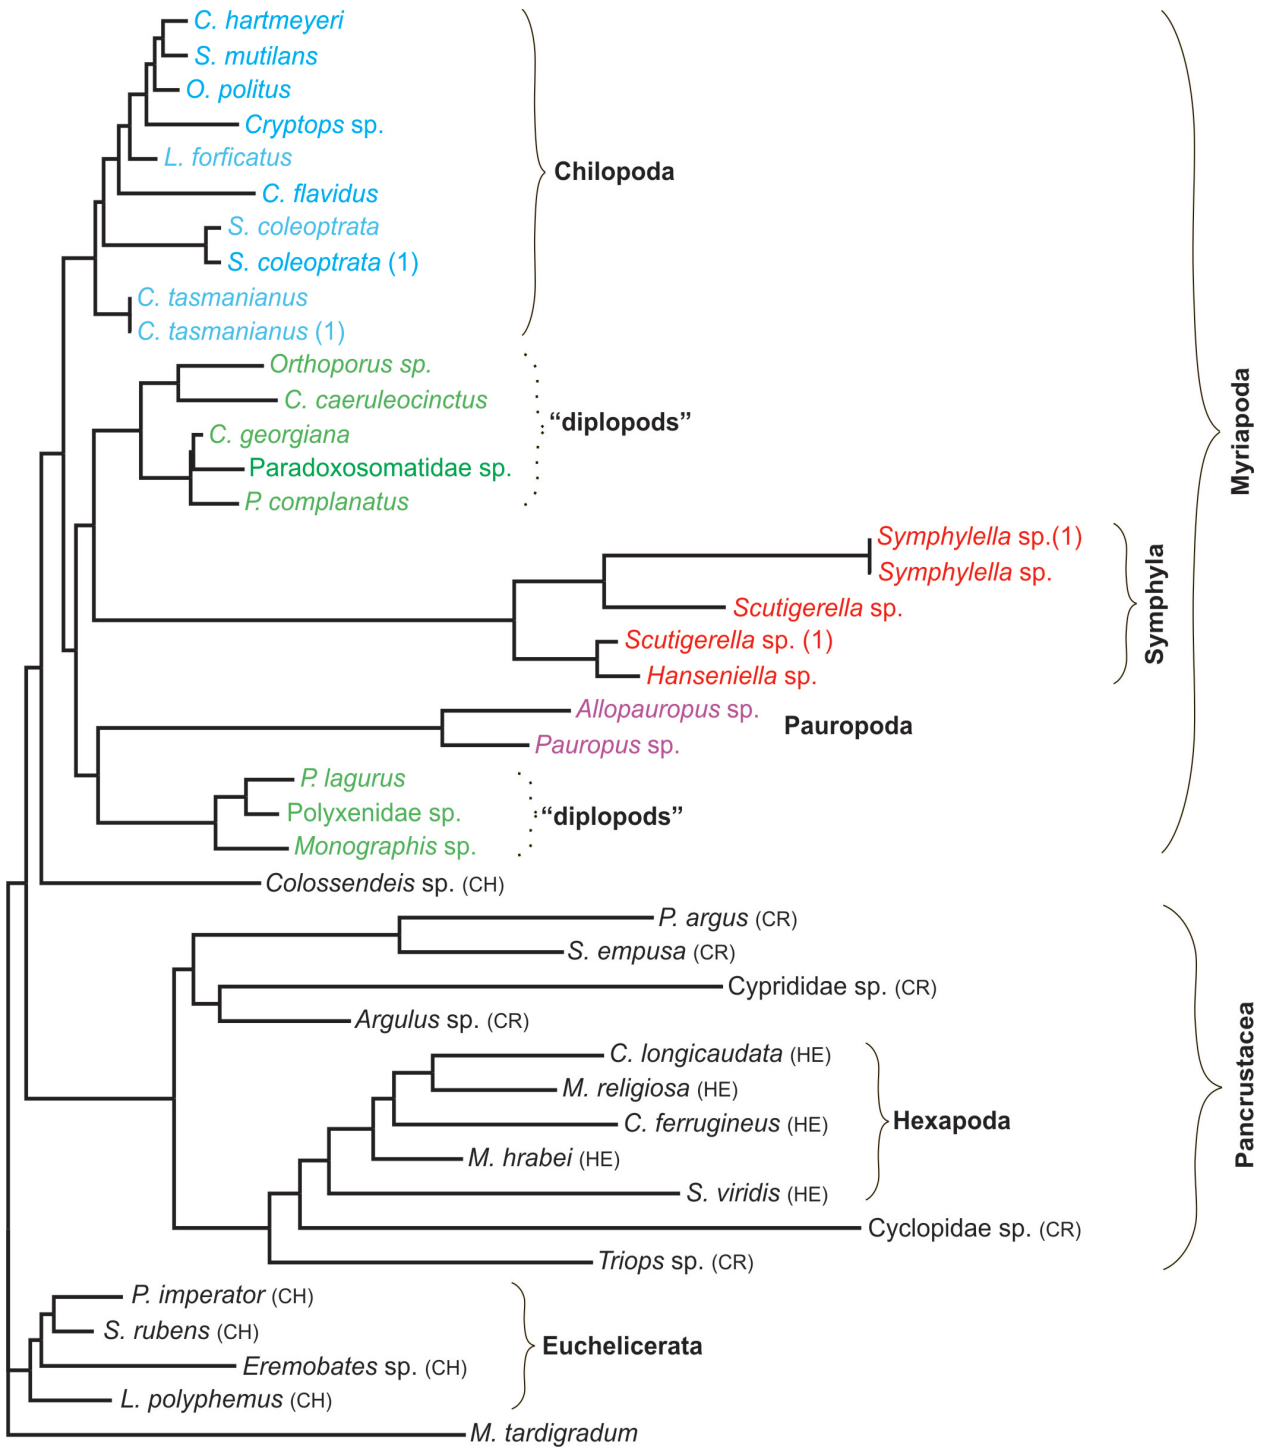 C. hartmeyeri
S. mutilans
O. politus
Cryptops sp.
L. forficatus
C. flavidus
S. coleoptrata
S. coleoptrata (1)
C. tasmanianus
C. tasmanianus (1)
Chilopoda
Orthoporus sp.
C. caeruleocinctus
C. georgiana
Paradoxosomatidae sp.
P. complanatus
“diplopods”
Symphylella sp.(1)
Symphylella sp.
Scutigerella sp.
Scutigerella sp. (1)
Hanseniella sp.
Symphyla
Allopauropus sp.
Pauropus sp.
Pauropoda
P. lagurus
Polyxenidae sp.
Monographis sp.
“diplopods”
Myriapoda
Colossendeis sp. (CH)
P. argus (CR)
S. empusa (CR)
Cyprididae sp. (CR)
Argulus sp. (CR)
C. longicaudata (HE)
M. religiosa (HE)
C. ferrugineus (HE)
M. hrabei (HE)
S. viridis (HE)
Hexapoda
Cyclopidae sp. (CR)
Triops sp. (CR)
Pancrustacea
P. imperator (CH)
S. rubens (CH)
Eremobates sp. (CH)
L. polyphemus (CH)
Euchelicerata
M. tardigradum